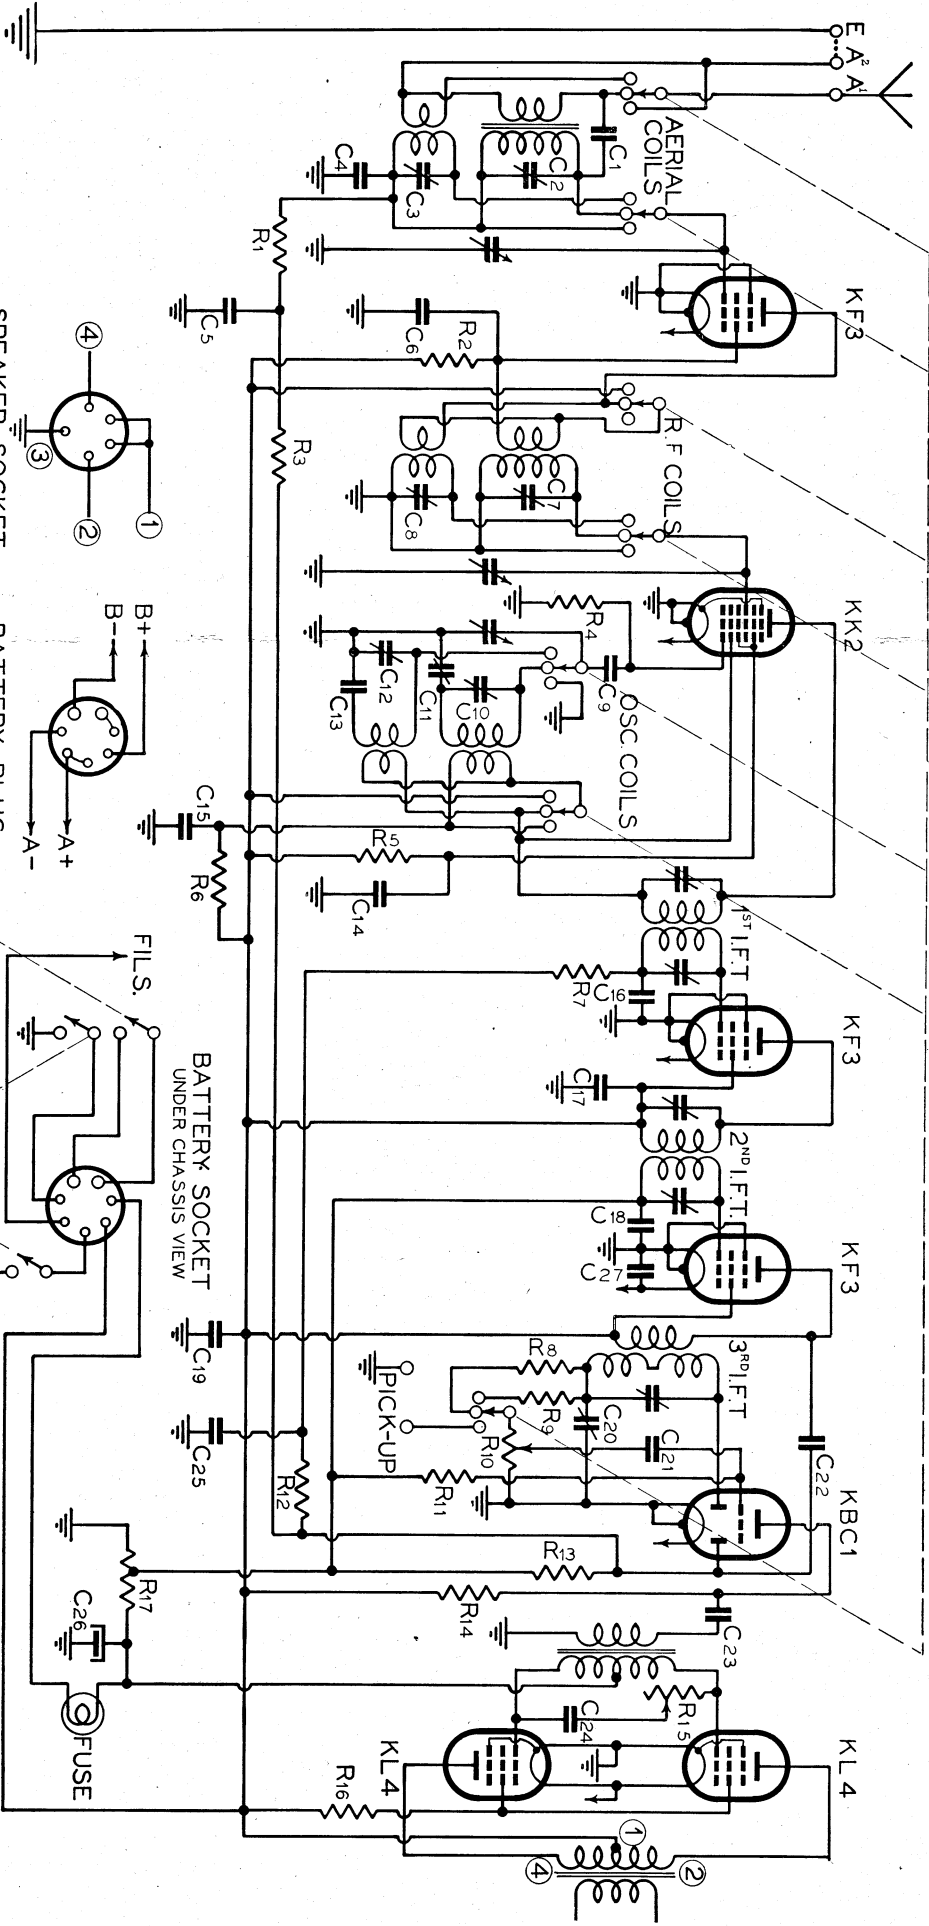 E A² A¹
AERIAL COILS
C1
C2
C3
C4
R1
C5
KF3
C6
R2
R3
R.F COILS
C7
C8
KK2
R4
C9
OSC. COILS
C10
C11
C12
C13
C15
R6
R5
C14
1ST I.F.T
R7
C16
KF3
C17
2ND I.F.T.
C18
C27
KF3
3RD I.F.T
R8
R9
C20
C21
R10
PICK-UP
C19
C25
R12
R11
C22
KBC1
R13
R14
C23
R15
C24
KL4
KL4
R16
① ② ④
R17
C26
FUSE
④ ① ③ ②
SPEAKER SOCKET
B+
B-
A+
A-
BATTERY PLUG
FILS.
BATTERY SOCKET
UNDER CHASSIS VIEW